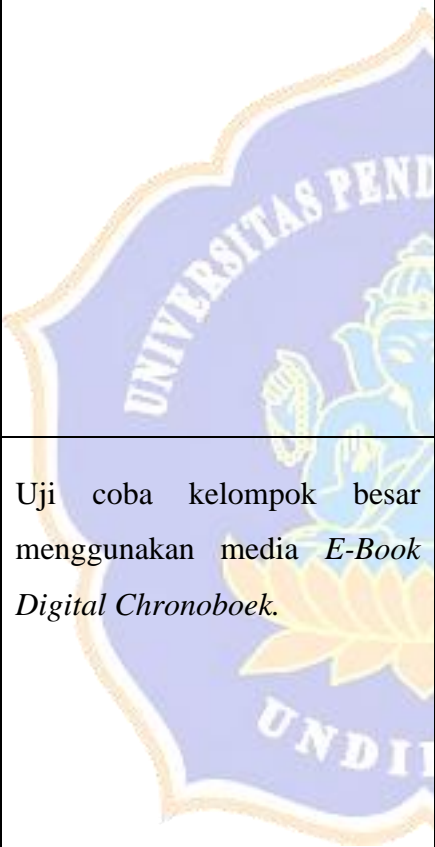 UNIVERSITAS PEND
Uji coba kelompok besar
menggunakan media E-Book
Digital Chronoboek.
UNDI